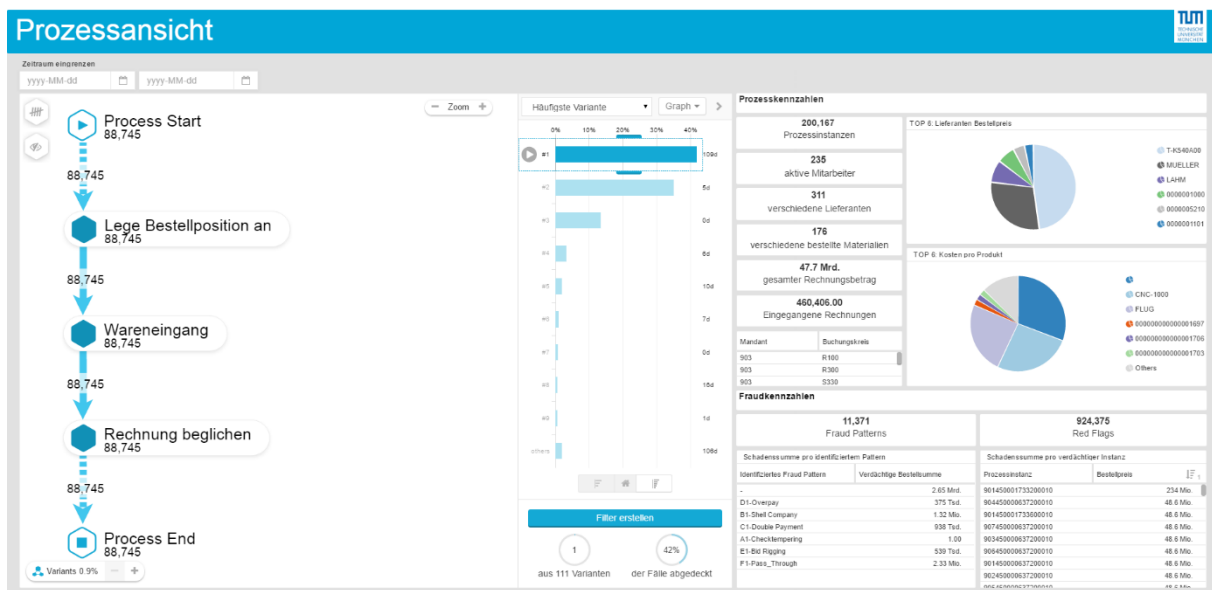 Prozessansicht
TUM
TECHNISCHE
UNIVERSITÄT
MÜNCHEN
Zeitraum eingrenzen
yyyy-MM-dd yyyy-MM-dd
Process Start
88,745
88,745
Lege Bestellposition an
88,745
88,745
Wareneingang
88,745
88,745
Rechnung beglichen
88,745
88,745
Process End
88,745
Variants 0.9% − +
− Zoom +
Häufigste Variante Graph
0% 10% 20% 30% 40%
#1 109d
#2 5d
#3 0d
#4 6d
#5 10d
#6 7d
#7 0d
#8 16d
#9 1d
others 106d
Filter erstellen
1 42%
aus 111 Varianten der Fälle abgedeckt
Prozesskennzahlen
200,167
Prozessinstanzen
235
aktive Mitarbeiter
311
verschiedene Lieferanten
176
verschiedene bestellte Materialien
47.7 Mrd.
gesamter Rechnungsbetrag
460,406.00
Eingegangene Rechnungen
Mandant Buchungskreis
903 R100
903 R300
903 S330
TOP 6: Lieferanten Bestellpreis
T-K540A00
MUELLER
LAHM
0000001000
0000005210
0000001101
TOP 6: Kosten pro Produkt
CNC-1000
FLUG
000000000000001697
000000000000001706
000000000000001703
Others
Fraudkennzahlen
11,371
Fraud Patterns
924,375
Red Flags
Schadenssumme pro identifiziertem Pattern
Identifiziertes Fraud Pattern Verdächtige Bestellsumme
- 2.65 Mrd.
D1-Overpay 375 Tsd.
B1-Shell Company 1.32 Mio.
C1-Double Payment 938 Tsd.
A1-Checktempering 1.00
E1-Bid Rigging 539 Tsd.
F1-Pass_Through 2.33 Mio.
Schadenssumme pro verdächtiger Instanz
Prozessinstanz Bestellpreis 1
901450001733200010 234 Mio.
904450000637200010 48.6 Mio.
901450001733600010 48.6 Mio.
907450000637200010 48.6 Mio.
903450000637200010 48.6 Mio.
906450000637200010 48.6 Mio.
900450000637200010 48.6 Mio.
902450000637200010 48.6 Mio.